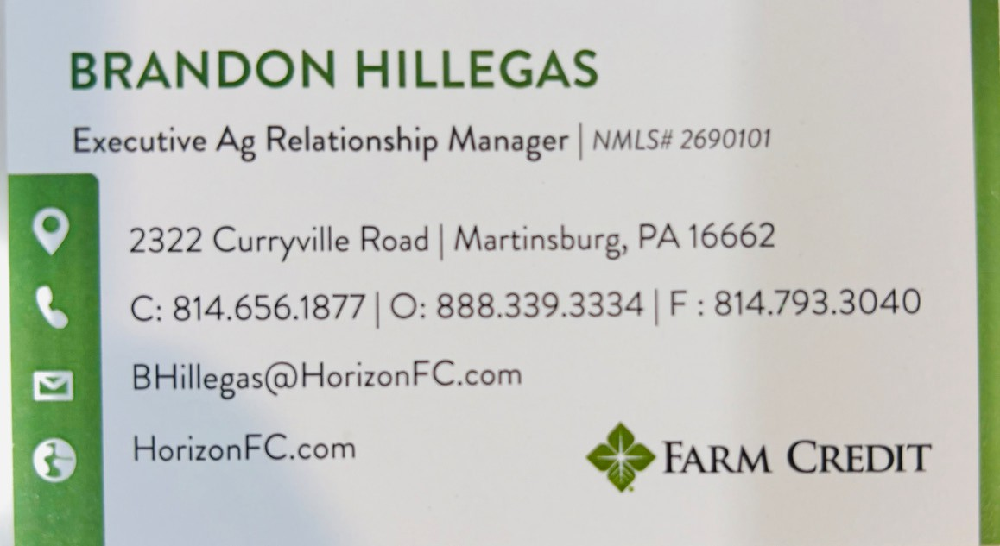 BRANDON HILLEGAS
Executive Ag Relationship Manager | NMLS# 2690101
2322 Curryville Road | Martinsburg, PA 16662
C: 814.656.1877 | O: 888.339.3334 | F : 814.793.3040
BHillegas@HorizonFC.com
HorizonFC.com
FARM CREDIT